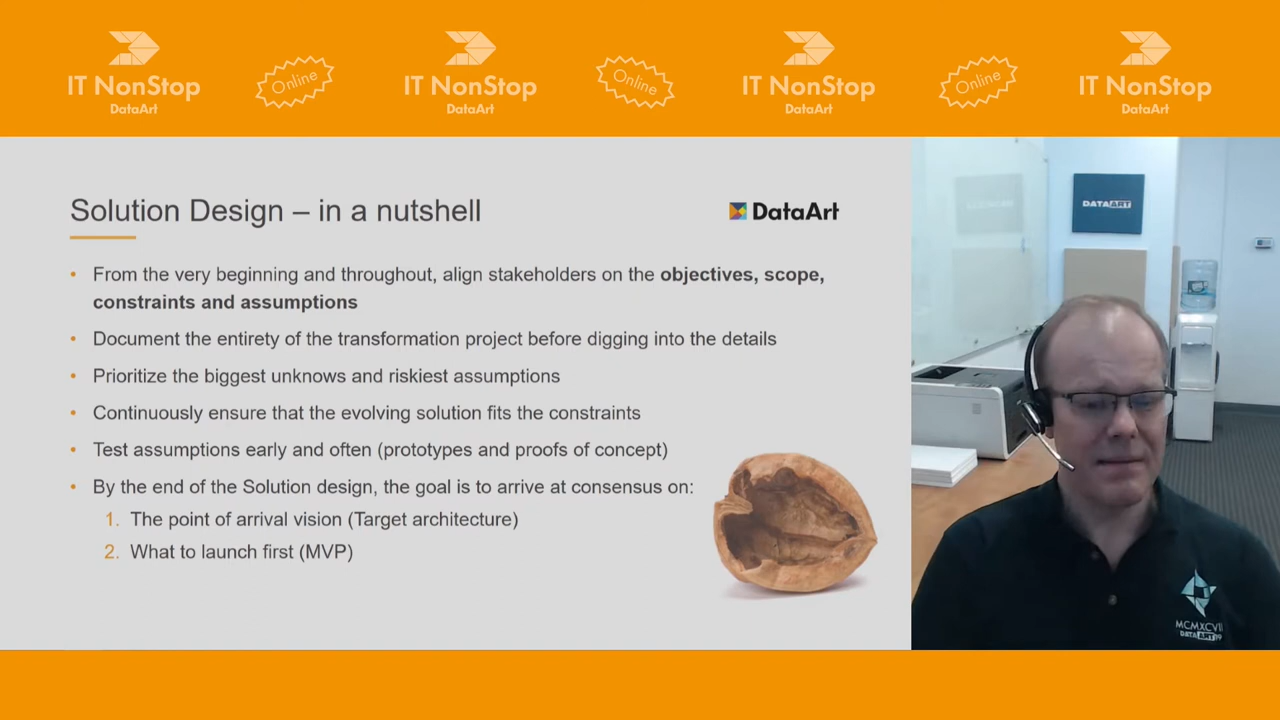 IT NonStop
DataArt
Online
IT NonStop
DataArt
Online
IT NonStop
DataArt
Online
IT NonStop
DataArt
Solution Design – in a nutshell
DataArt
• From the very beginning and throughout, align stakeholders on the objectives, scope,
constraints and assumptions
• Document the entirety of the transformation project before digging into the details
• Prioritize the biggest unknows and riskiest assumptions
• Continuously ensure that the evolving solution fits the constraints
• Test assumptions early and often (prototypes and proofs of concept)
• By the end of the Solution design, the goal is to arrive at consensus on:
1. The point of arrival vision (Target architecture)
2. What to launch first (MVP)
DATAART
MCMXCVII
DATAART